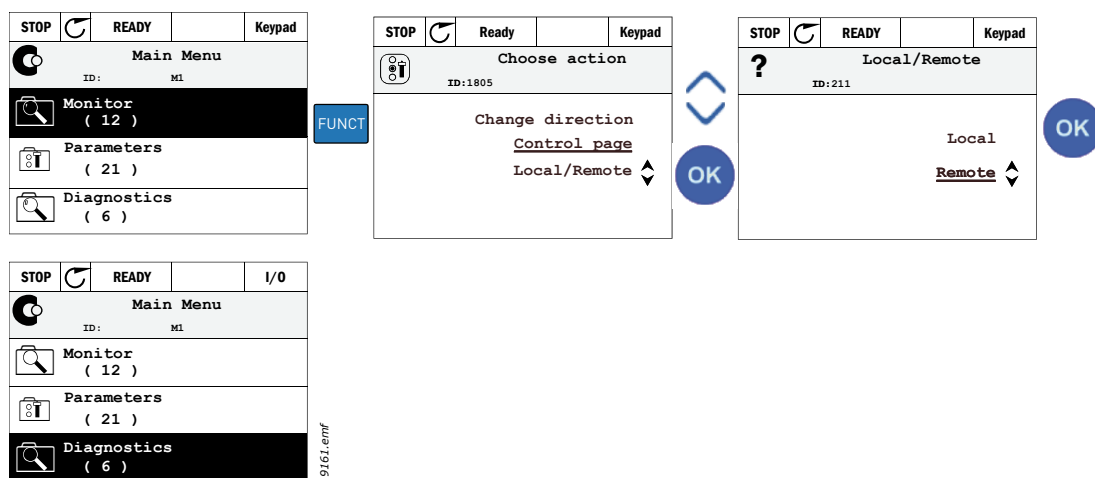 STOP READY Keypad
Main Menu
ID: M1
Monitor
( 12 )
Parameters
( 21 )
Diagnostics
( 6 )
FUNCT
STOP Ready Keypad
Choose action
ID:1805
Change direction
Control page
Local/Remote
OK
STOP READY Keypad
?
Local/Remote
ID:211
Local
Remote
OK
STOP READY I/O
Main Menu
ID: M1
Monitor
( 12 )
Parameters
( 21 )
Diagnostics
( 6 )
9161.emf